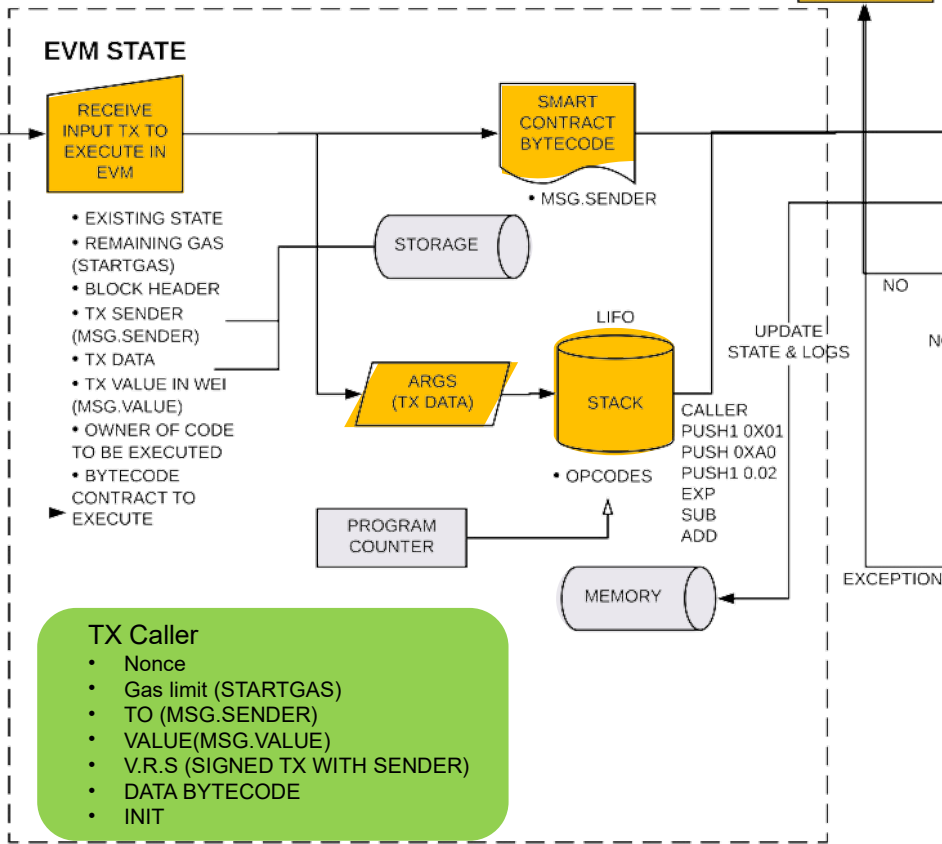 EVM STATE
RECEIVE
INPUT TX TO
EXECUTE IN
EVM
SMART
CONTRACT
BYTECODE
• MSG.SENDER
• EXISTING STATE
• REMAINING GAS
(STARTGAS)
• BLOCK HEADER
• TX SENDER
(MSG.SENDER)
• TX DATA
• TX VALUE IN WEI
(MSG.VALUE)
• OWNER OF CODE
TO BE EXECUTED
• BYTECODE
CONTRACT TO
EXECUTE
STORAGE
ARGS
(TX DATA)
LIFO
STACK
• OPCODES
CALLER
PUSH1 0X01
PUSH 0XA0
PUSH1 0.02
EXP
SUB
ADD
UPDATE
STATE & LOGS
NO
PROGRAM
COUNTER
MEMORY
EXCEPTION
TX Caller
• Nonce
• Gas limit (STARTGAS)
• TO (MSG.SENDER)
• VALUE(MSG.VALUE)
• V.R.S (SIGNED TX WITH SENDER)
• DATA BYTECODE
• INIT